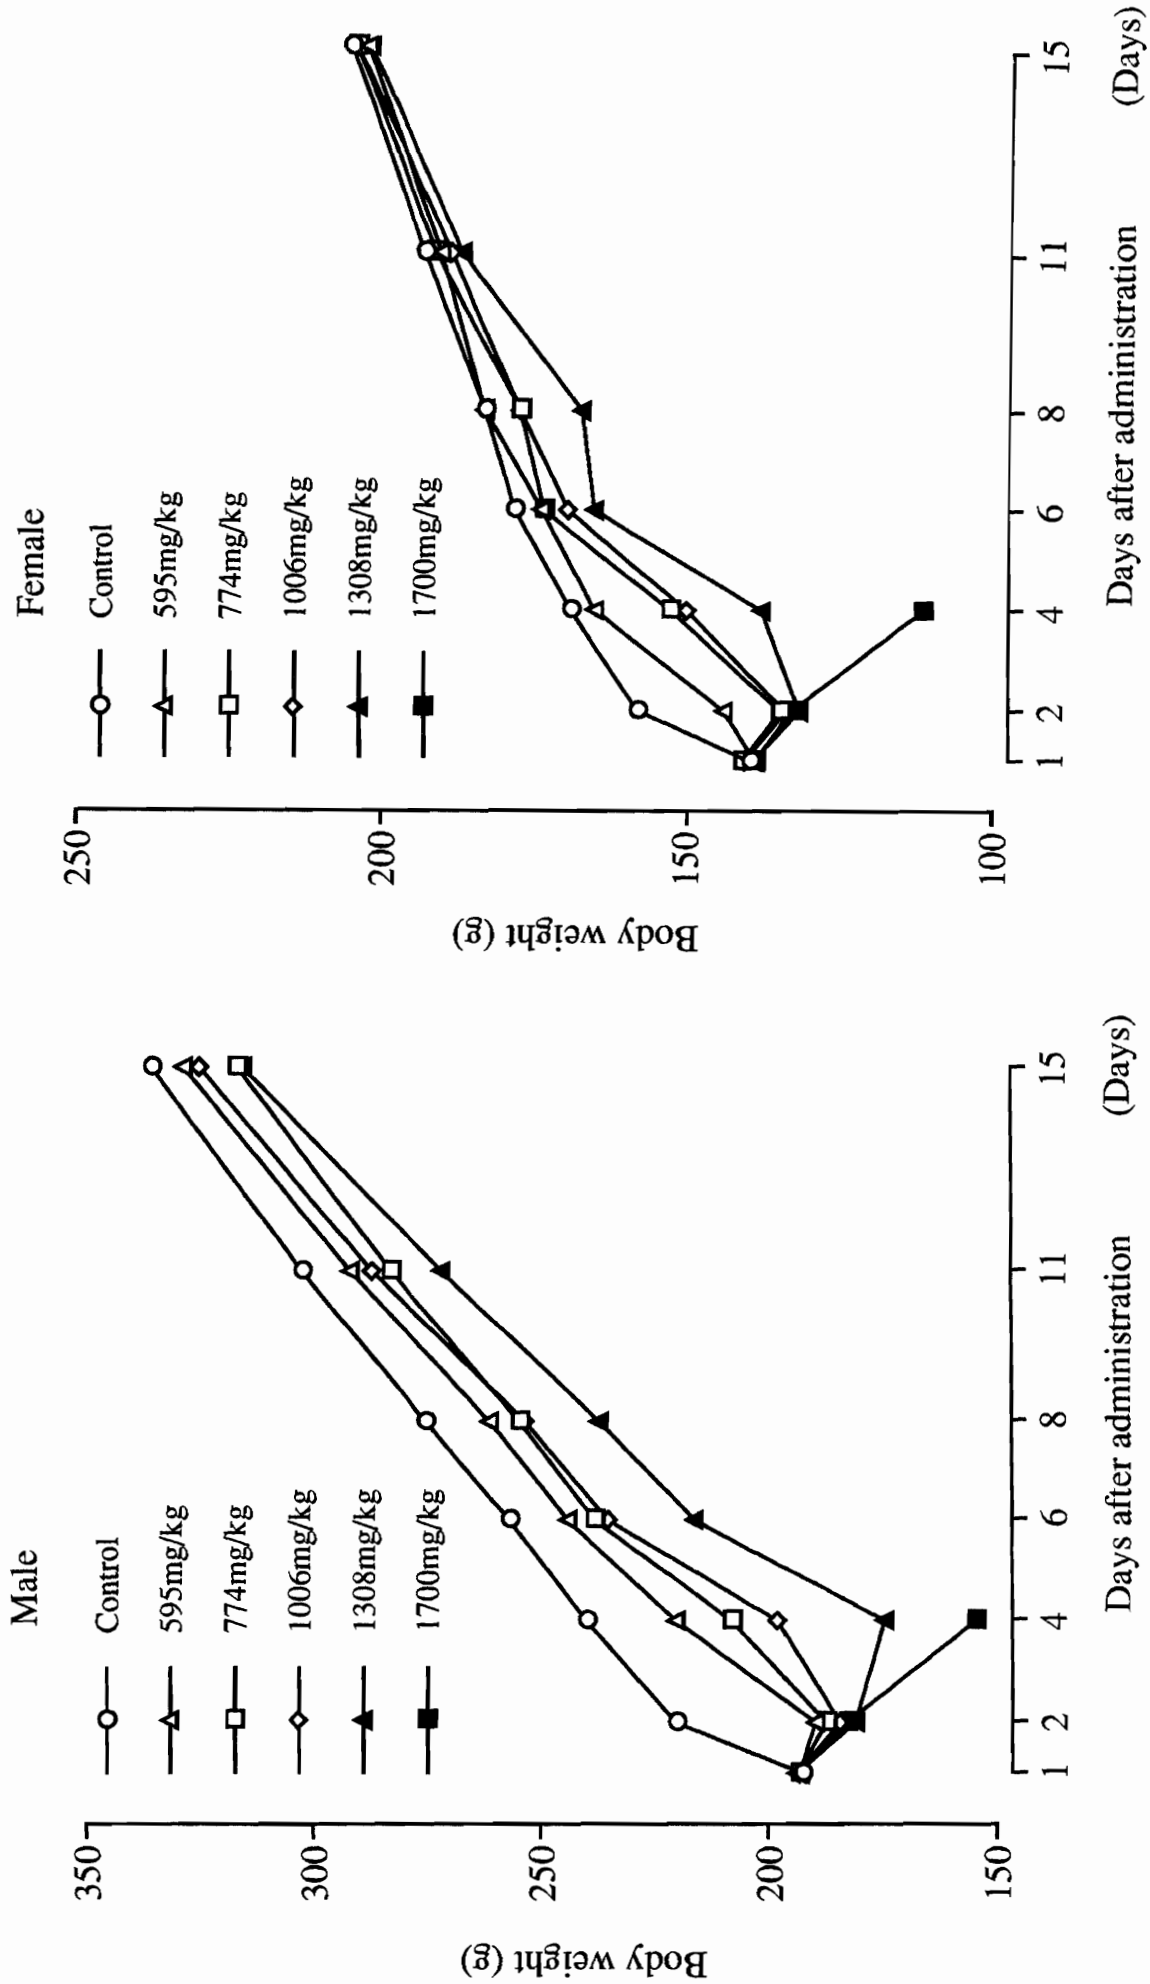 Male
Control
595mg/kg
774mg/kg
1006mg/kg
1308mg/kg
1700mg/kg
Body weight (g)
350
300
250
200
150
1 2 4 6 8 11 15
Days after administration (Days)
Female
Control
595mg/kg
774mg/kg
1006mg/kg
1308mg/kg
1700mg/kg
Body weight (g)
250
200
150
100
1 2 4 6 8 11 15
Days after administration (Days)